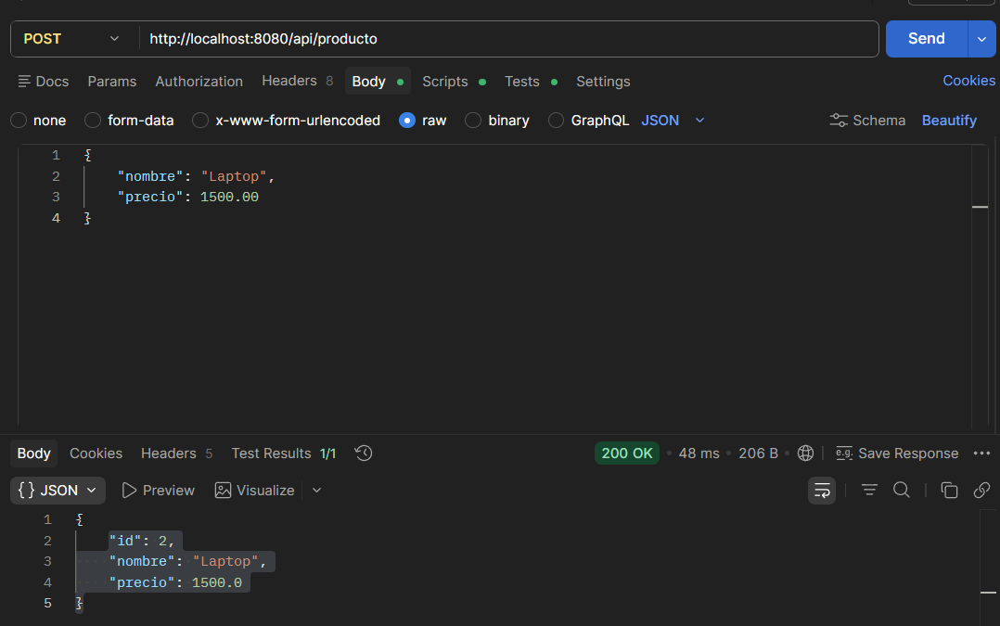 POST http://localhost:8080/api/producto Send
Docs Params Authorization Headers 8 Body Scripts Tests Settings Cookies
none form-data x-www-form-urlencoded raw binary GraphQL JSON Schema Beautify
1 {
2 "nombre": "Laptop",
3 "precio": 1500.00
4 }
Body Cookies Headers 5 Test Results 1/1 200 OK • 48 ms • 206 B • e.g. Save Response
{} JSON Preview Visualize
1 {
2 "id": 2,
3 "nombre": "Laptop",
4 "precio": 1500.0
5 }